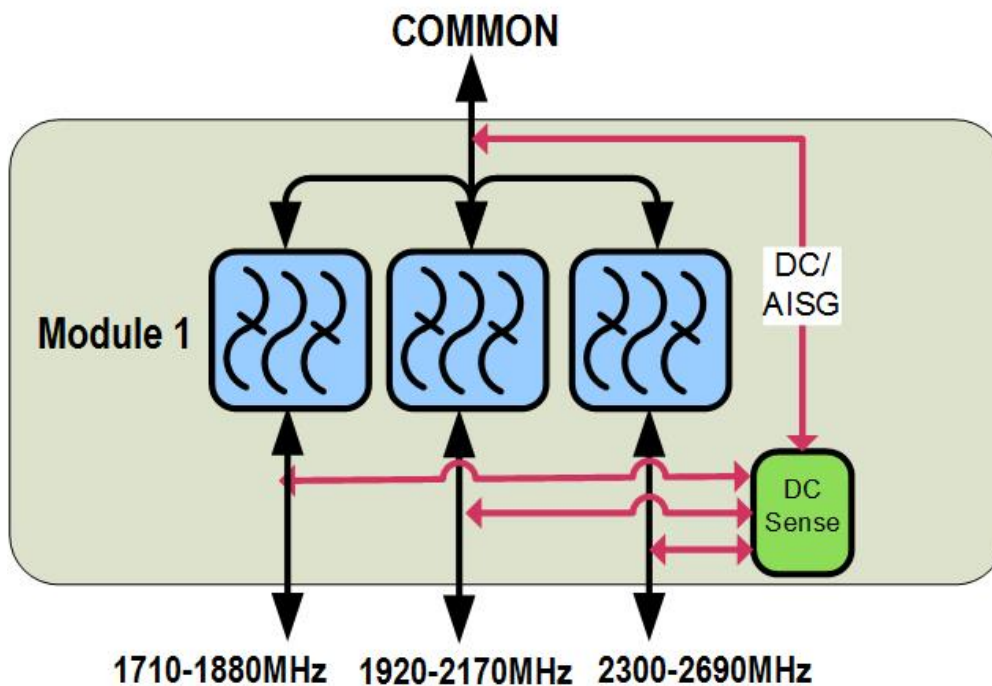 COMMON
DC/
AISG
Module 1
DC
Sense
1710-1880MHz
1920-2170MHz
2300-2690MHz